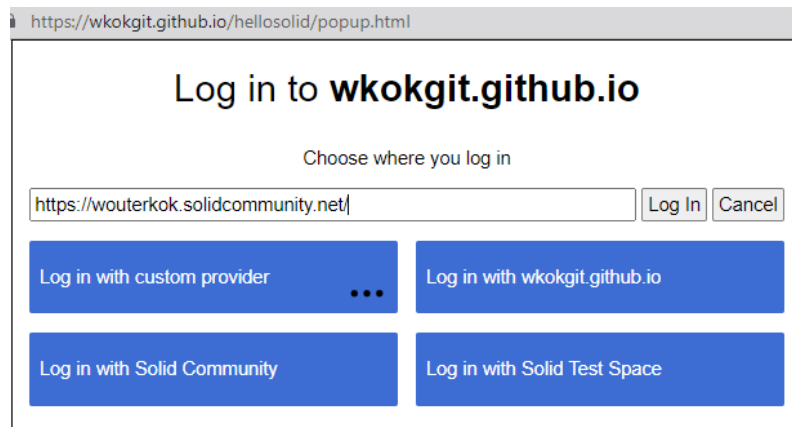 https://wkokgit.github.io/hellosolid/popup.html
Log in to wkokgit.github.io
Choose where you log in
https://wouterkok.solidcommunity.net/ Log In Cancel
Log in with custom provider ... Log in with wkokgit.github.io
Log in with Solid Community Log in with Solid Test Space